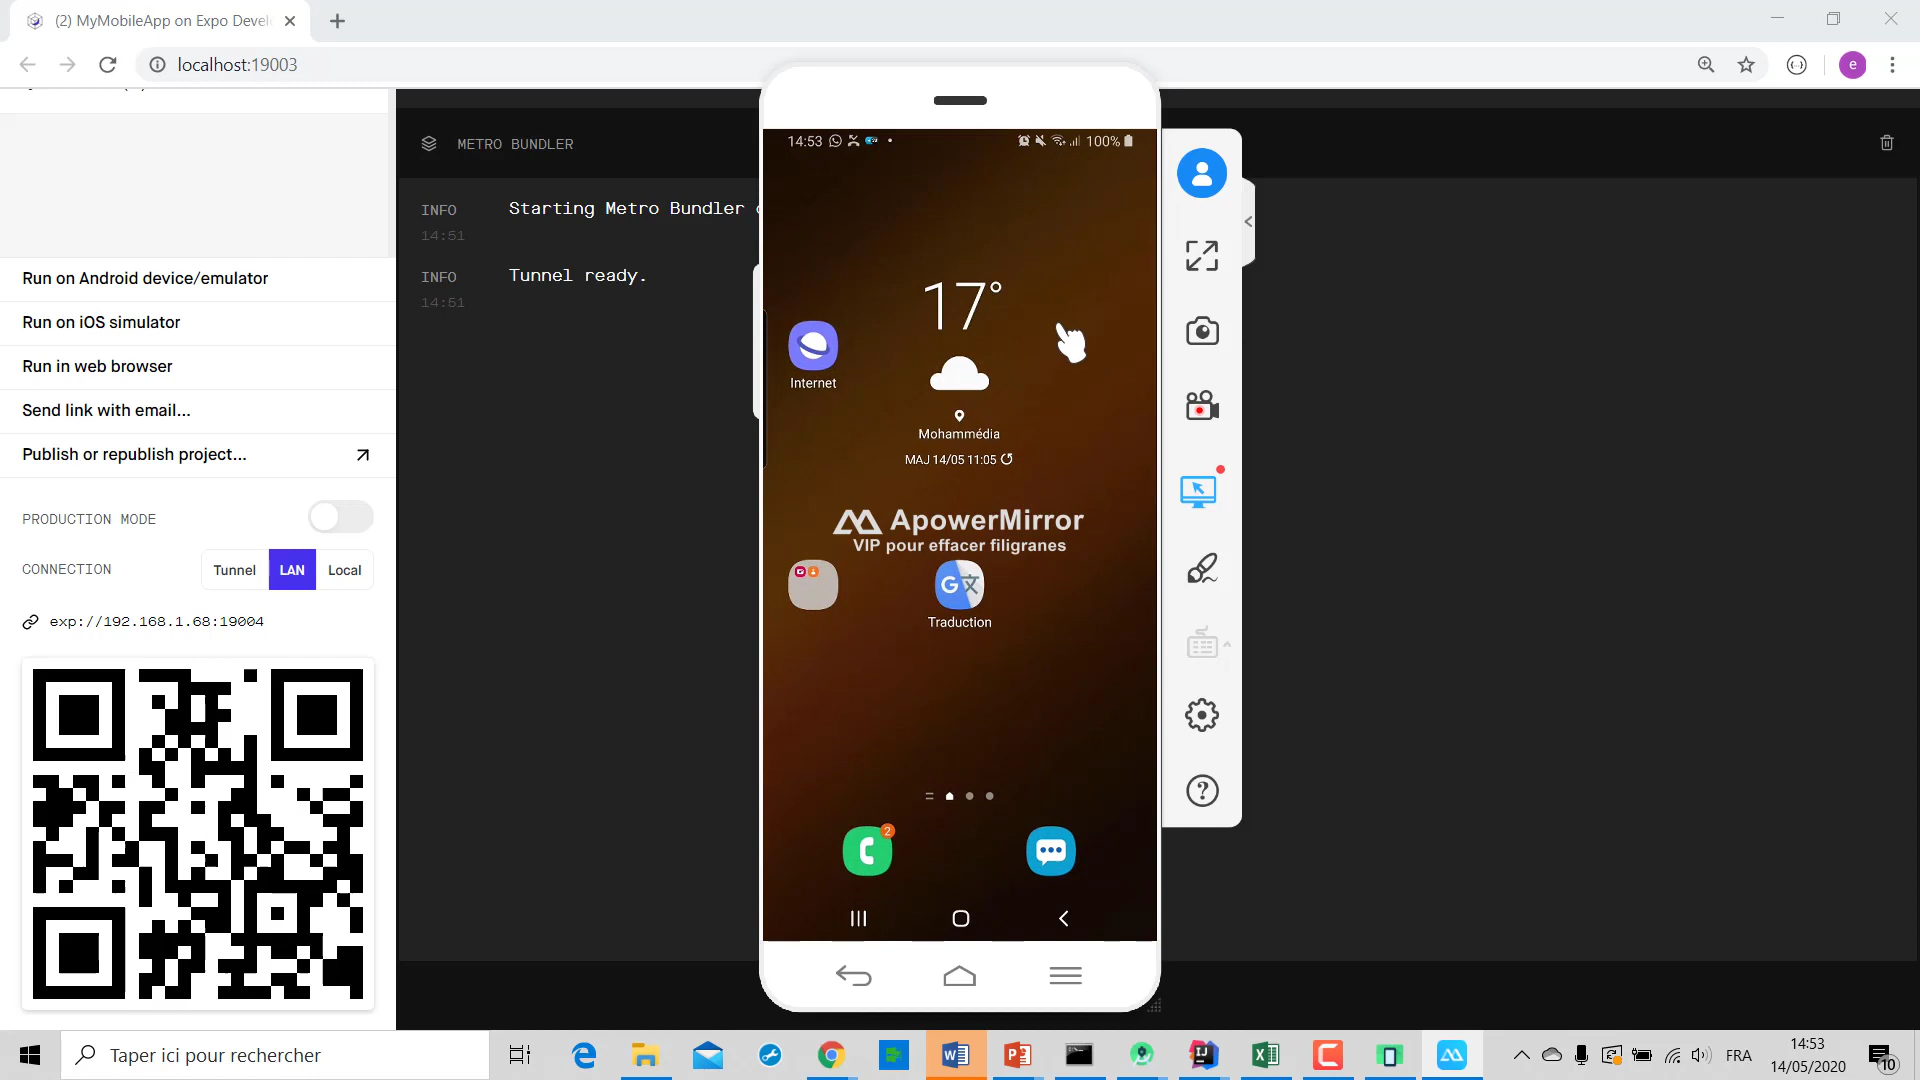 (2) MyMobileApp on Expo Devel
localhost:19003
e
METRO BUNDLER
INFO
Starting Metro Bundler
14:51
INFO
Tunnel ready.
14:51
Run on Android device/emulator
Run on iOS simulator
Run in web browser
Send link with email...
Publish or republish project...
PRODUCTION MODE
CONNECTION
Tunnel
LAN
Local
exp://192.168.1.68:19004
14:53
100%
17°
Internet
Mohammédia
MAJ 14/05 11:05
ApowerMirror
VIP pour effacer filigranes
Traduction
2
Taper ici pour rechercher
FRA
14:53
14/05/2020
10